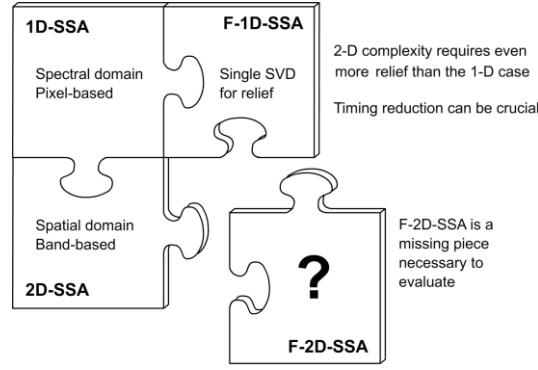 1D-SSA
F-1D-SSA
Spectral domain
Pixel-based
Single SVD
for relief
2-D complexity requires even
more relief than the 1-D case
Timing reduction can be crucial
Spatial domain
Band-based
2D-SSA
?
F-2D-SSA
F-2D-SSA is a
missing piece
necessary to
evaluate